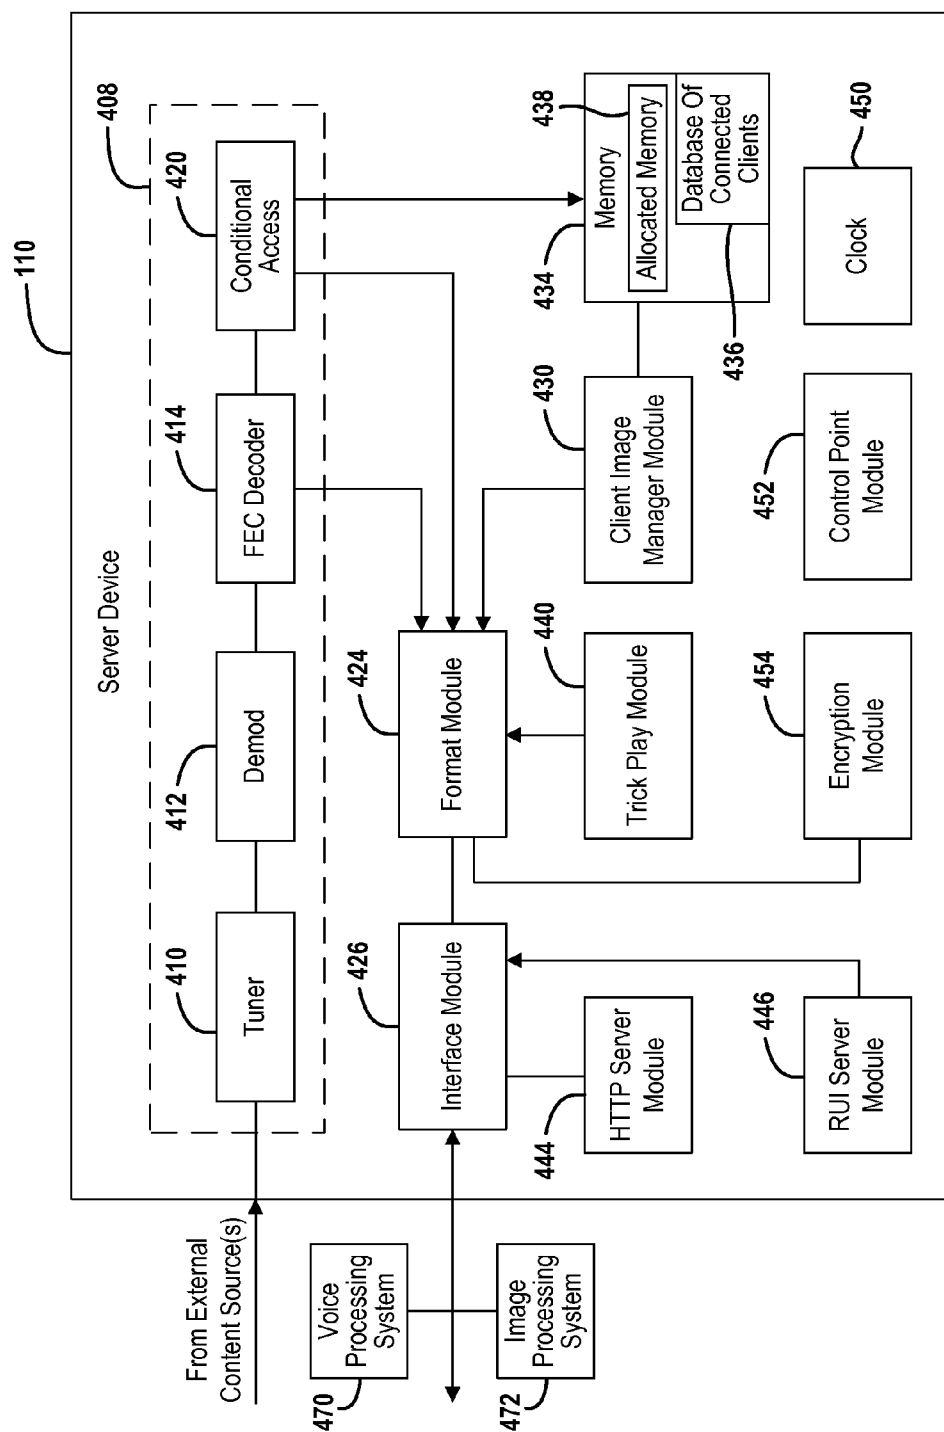 110
Server Device
408
410
Tuner
412
Demod
414
FEC Decoder
420
Conditional
Access
From External
Content Source(s)
470
Voice
Processing
System
472
Image
Processing
System
426
Interface Module
424
Format Module
444
HTTP Server
Module
440
Trick Play Module
430
Client Image
Manager Module
434
Memory
438
Allocated Memory
Database Of
Connected
Clients
436
446
RUI Server
Module
454
Encryption
Module
452
Control Point
Module
450
Clock